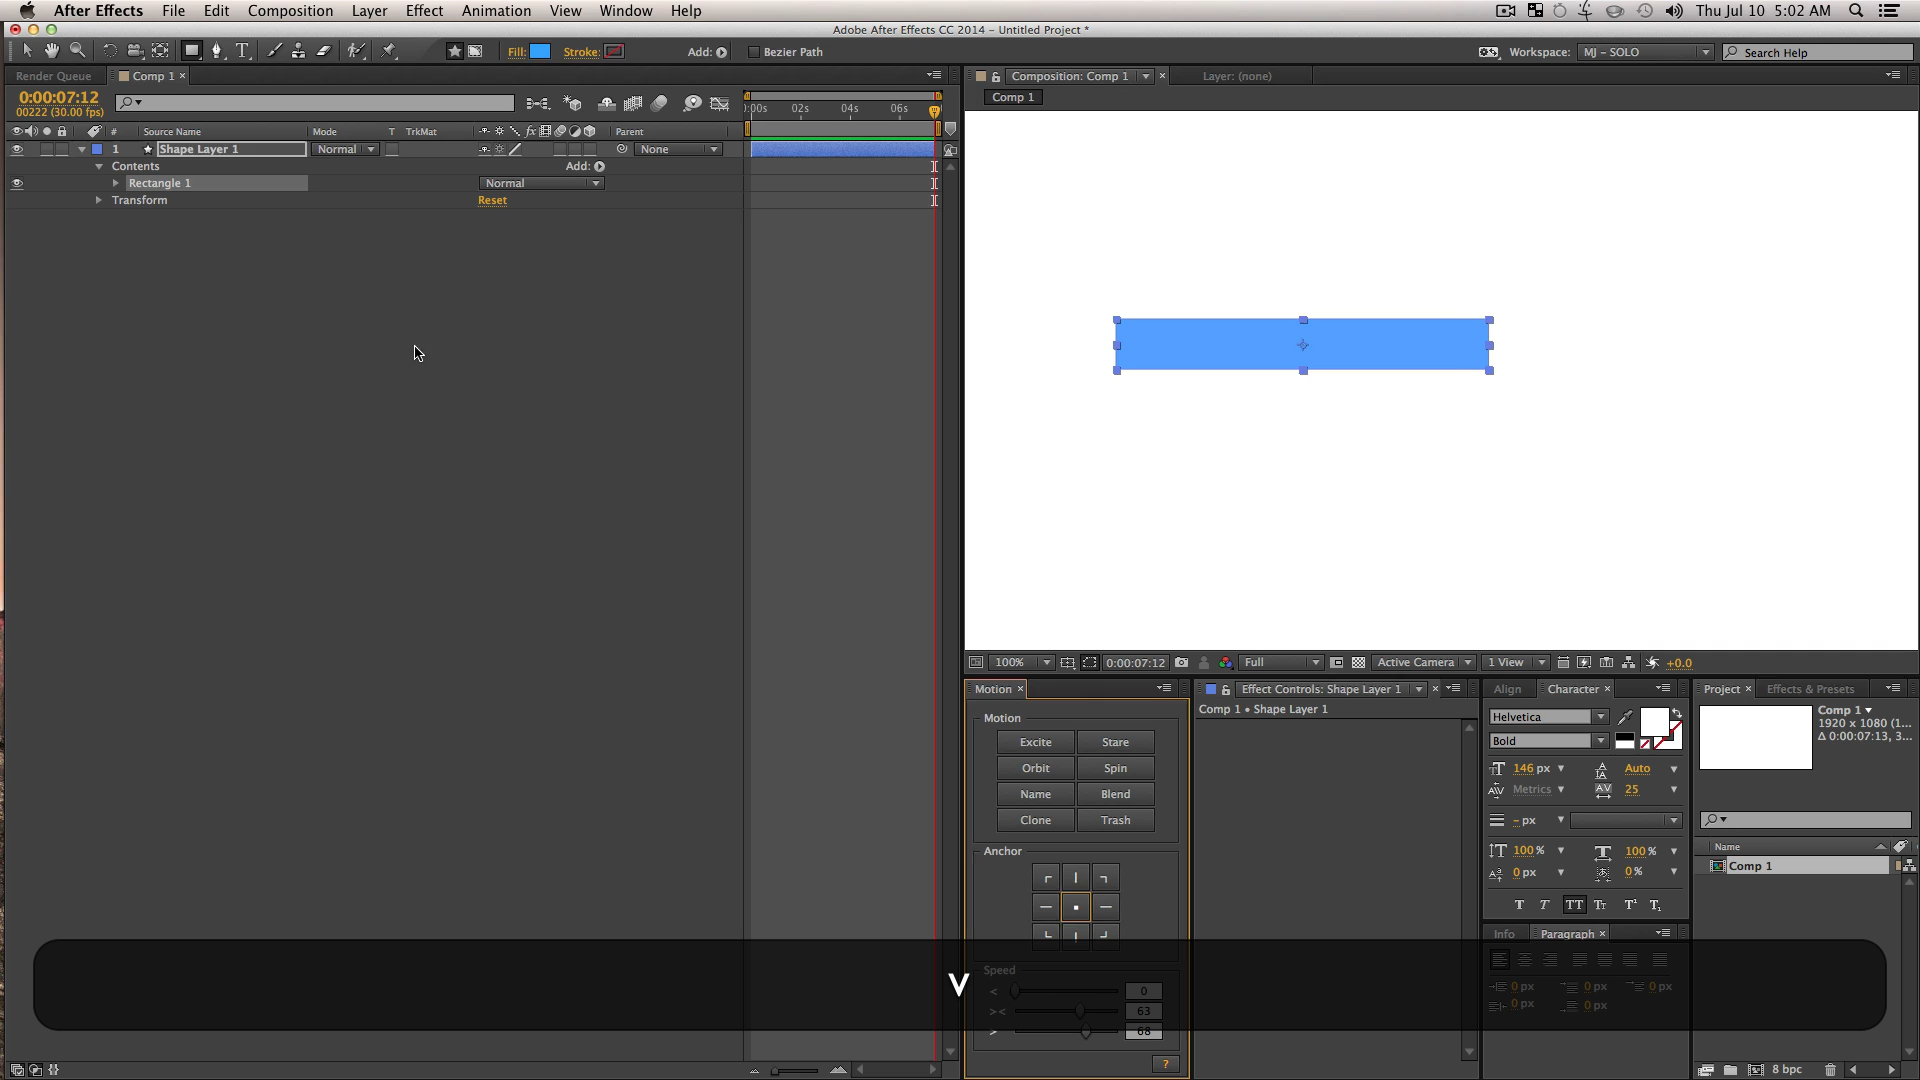 After Effects File Edit Composition Layer Effect Animation View Window Help
Thu Jul 10 5:02 AM
Adobe After Effects CC 2014 – Untitled Project *
Fill: Stroke: Add: Bezier Path
Workspace: MJ – SOLO Search Help
Render Queue Comp 1
0:00:07:12
00222 (30.00 fps)
):00s 02s 04s 06s
# Source Name Mode T TrkMat fx Parent
1 Shape Layer 1 Normal None
Contents Add:
Rectangle 1 Normal
Transform Reset
Composition: Comp 1 Layer: (none)
Comp 1
100% 0:00:07:12 Full Active Camera 1 View +0.0
Motion
Motion
Excite Stare
Orbit Spin
Name Blend
Clone Trash
Anchor
Speed
< 0
>< 63
> 68
?
V
Effect Controls: Shape Layer 1
Comp 1 • Shape Layer 1
Align Character
Helvetica
Bold
146 px Auto
Metrics 25
– px
100 % 100 %
0 px 0 %
T T TT Tt T' T,
Info Paragraph
0 px 0 px 0 px
0 px 0 px
Project Effects & Presets
Comp 1
1920 x 1080 (1...
Δ 0:00:07:13, 3...
Name
Comp 1
8 bpc